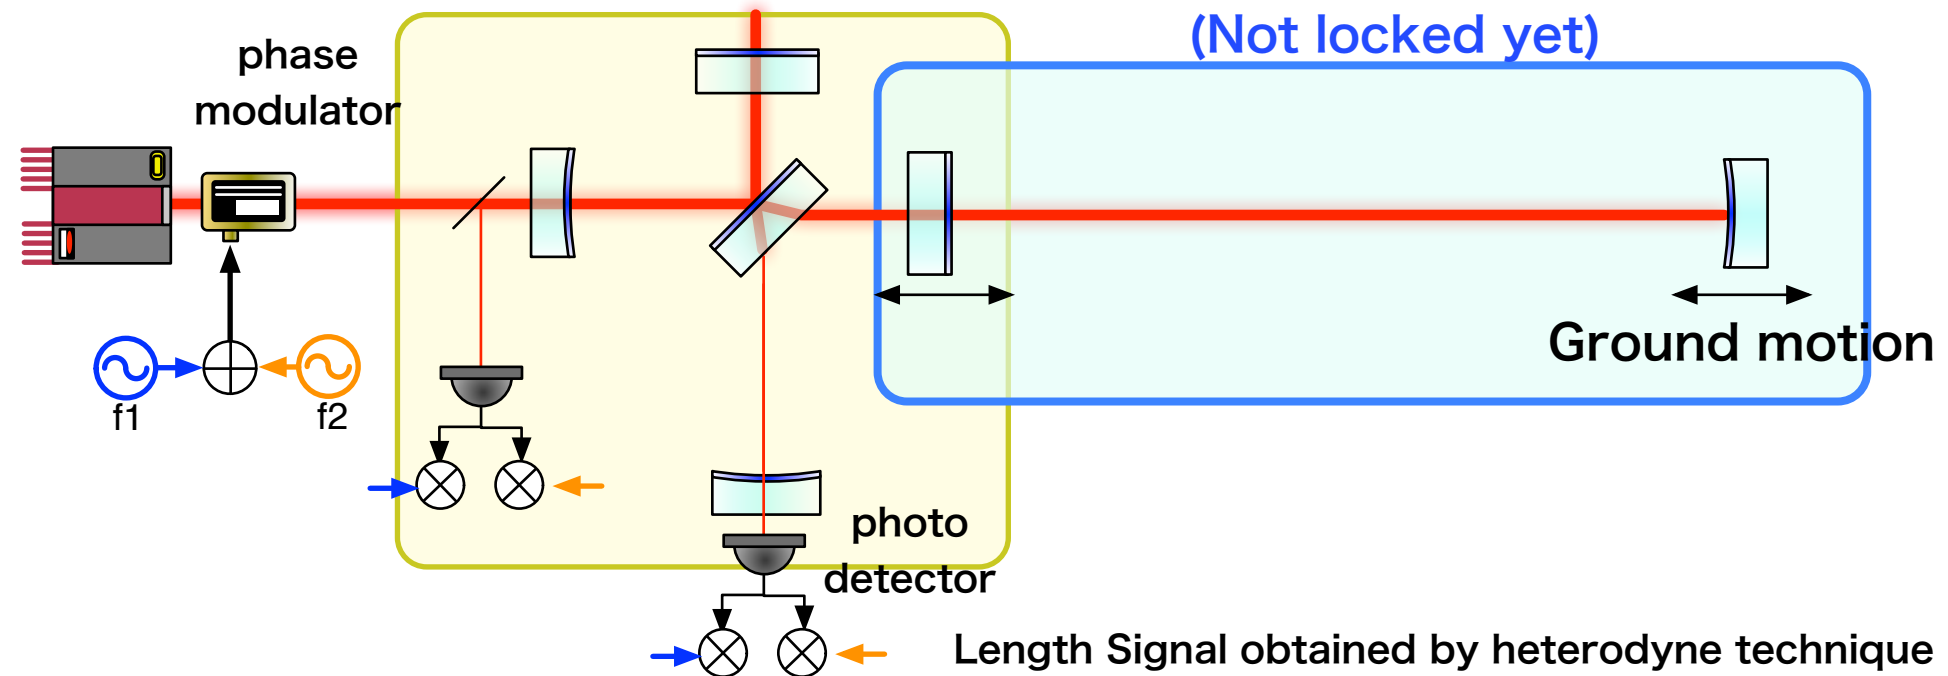 (Not locked yet)
phase
modulator
Ground motion
f1
f2
photo
detector
Length Signal obtained by heterodyne technique